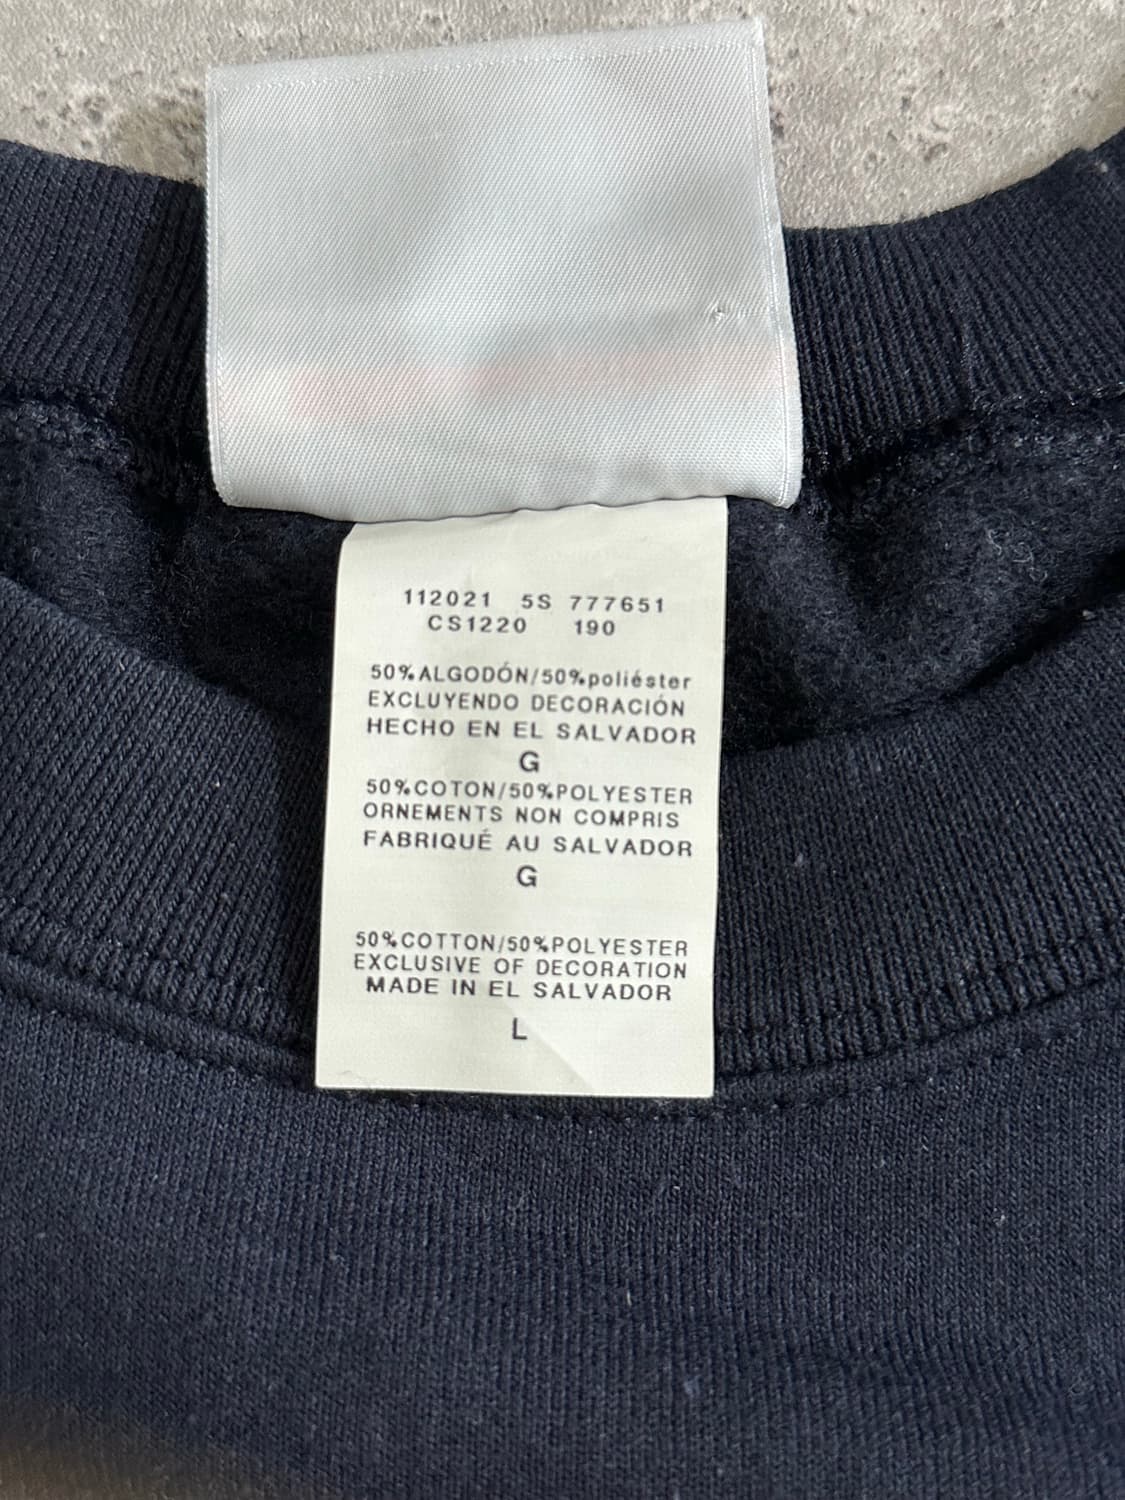 112021 5S 777651
CS1220 190
50%ALGODÓN/50%poliéster
EXCLUYENDO DECORACIÓN
HECHO EN EL SALVADOR
G
50%COTON/50%POLYESTER
ORNEMENTS NON COMPRIS
FABRIQUÉ AU SALVADOR
G
50%COTTON/50%POLYESTER
EXCLUSIVE OF DECORATION
MADE IN EL SALVADOR
L